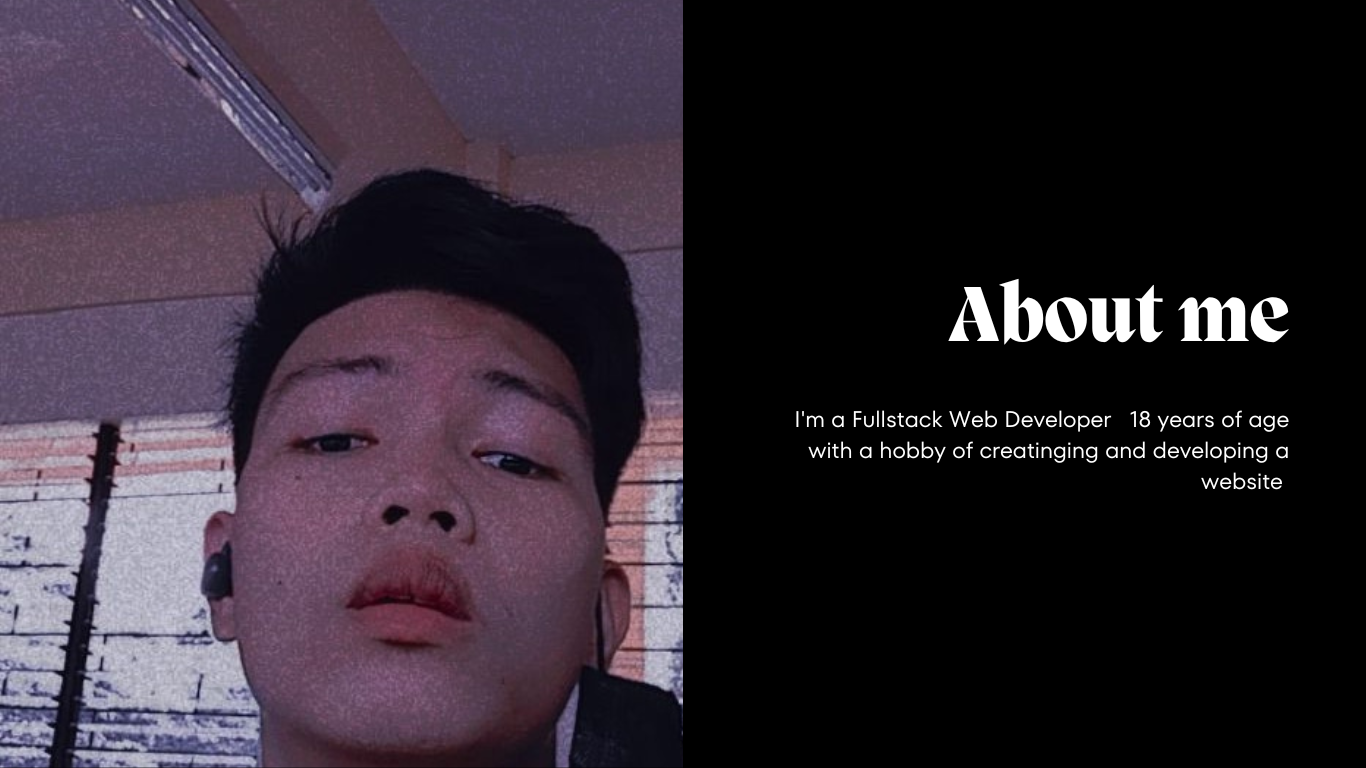 About me
I'm a Fullstack Web Developer   18 years of age
with a hobby of creatinging and developing a
website